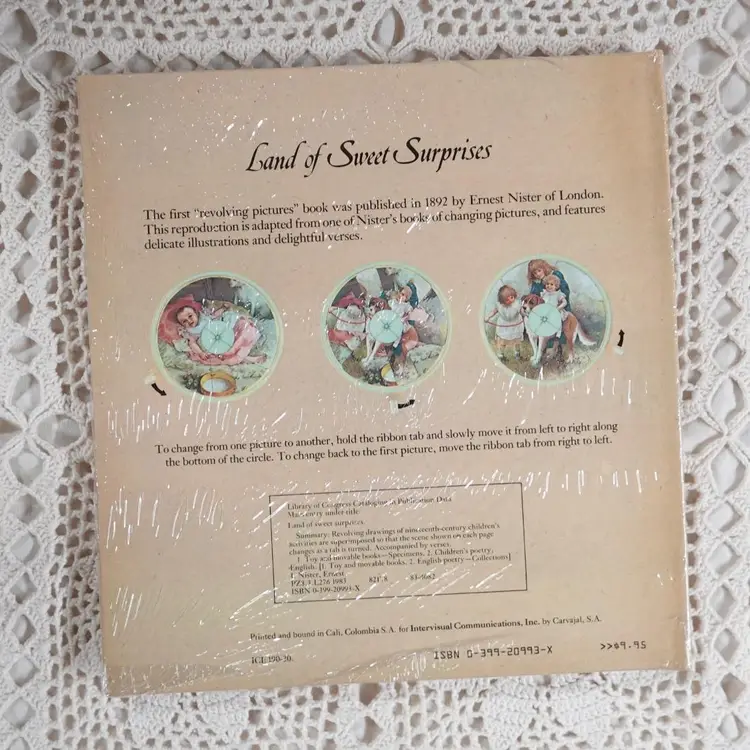 Land of Sweet Surprises
The first "revolving pictures" book was published in 1892 by Ernest Nister of London.
This reproduction is adapted from one of Nister's books of changing pictures, and features
delicate illustrations and delightful verses.
To change from one picture to another, hold the ribbon tab and slowly move it from left to right along
the bottom of the circle. To change back to the first picture, move the ribbon tab from right to left.
Library of Congress Cataloging in Publication Data
Main entry under title:
Land of sweet surprises.
Summary: Revolving drawings of nineteenth-century children's
activities are superimposed so that the scene shown on each page
changes as a tab is turned. Accompanied by verses.
1. Toy and movable books—Specimens. 2. Children's poetry,
English. [1. Toy and movable books. 2. English poetry—Collections]
I. Nister, Ernest
1983 821'.8
ISBN 0-399-20993-X
Printed and bound in Cali, Colombia S.A. for Intervisual Communications, Inc. by Carvajal, S.A.
ISBN 0-399-20993-X >>$9.95